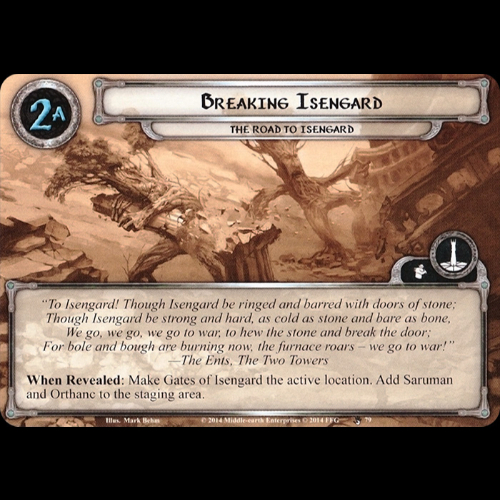 2A
BREAKING ISENGARD
THE ROAD TO ISENGARD
"To Isengard! Though Isengard be ringed and barred with doors of stone;
Though Isengard be strong and hard, as cold as stone and bare as bone,
We go, we go, we go to war, to hew the stone and break the door;
For bole and bough are burning now, the furnace roars – we go to war!"
—The Ents, The Two Towers
When Revealed: Make Gates of Isengard the active location. Add Saruman
and Orthanc to the staging area.
Illus. Mark Behm © 2014 Middle-earth Enterprises © 2014 FFG 79